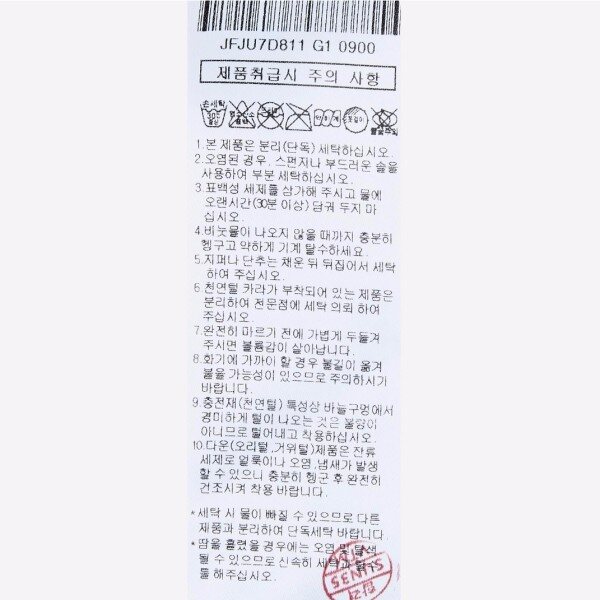 JFJU7D811 G1 0900
제품취급시 주의 사항
손세탁
1.본 제품은 분리(단독) 세탁하십시오.
2.오염된 경우, 스펀지나 부드러운 솔을
사용하여 부분 세탁하십시오.
3.표백성 세제를 삼가해 주시고 물에
오랜시간(30분 이상) 담궈 두지 마
십시오.
4.비눗물이 나오지 않을 때까지 충분히
헹구고 약하게 기계 탈수하세요.
5.지퍼나 단추는 채운 뒤 뒤집어서 세탁
하여 주십시오.
6.천연털 카라가 부착되어 있는 제품은
분리하여 전문점에 세탁 의뢰 하여
주십시오.
7.완전히 마르기 전에 가볍게 두들겨
주시면 볼륨감이 살아납니다.
8.화기에 가까이 할 경우 불길이 옮겨
붙을 가능성이 있으므로 주의하시기
바랍니다.
9.충전재(천연털) 특성상 바늘구멍에서
경미하게 털이 나오는 것은 불량이
아니므로 털어내고 착용하십시오.
10.다운(오리털,거위털)제품은 잔류
세제로 얼룩이나 오염,냄새가 발생
할 수 있으니 충분히 헹군 후 완전히
건조시켜 착용 바랍니다.
*세탁 시 물이 빠질 수 있으므로 다른
제품과 분리하여 단독세탁 바랍니다.
*땀을 흘렸을 경우에는 오염 및 탈색
될 수 있으므로 신속히 세탁과 탈수
를 해주십시오.